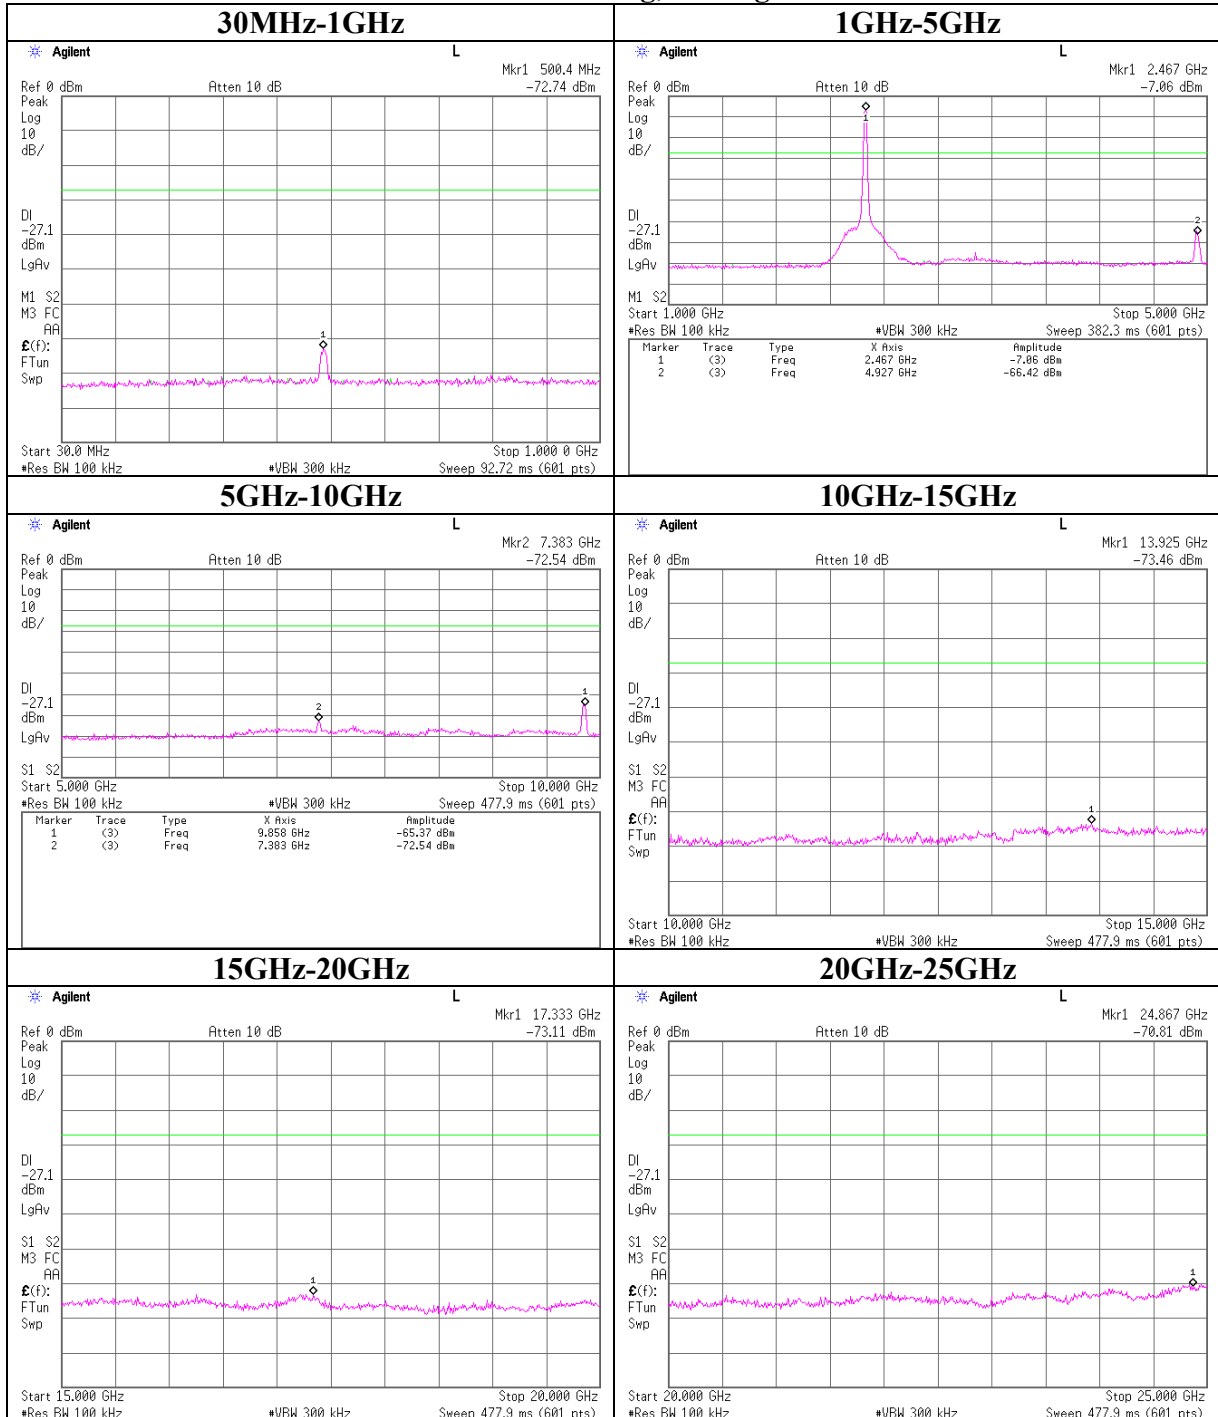 30MHz-1GHz
Agilent L
Mkr1 500.4 MHz
Ref 0 dBm Atten 10 dB -72.74 dBm
Peak
Log
10
dB/
DI
-27.1
dBm
LgAv
M1 S2
M3 FC
AA
£(f):
FTun
Swp
1
Start 30.0 MHz Stop 1.000 0 GHz
#Res BW 100 kHz #VBW 300 kHz Sweep 92.72 ms (601 pts)
1GHz-5GHz
Agilent L
Mkr1 2.467 GHz
Ref 0 dBm Atten 10 dB -7.06 dBm
Peak
Log
10
dB/
1
DI
-27.1
dBm
LgAv
2
M1 S2
Start 1.000 GHz Stop 5.000 GHz
#Res BW 100 kHz #VBW 300 kHz Sweep 382.3 ms (601 pts)
Marker Trace Type X Axis Amplitude
1 (3) Freq 2.467 GHz -7.06 dBm
2 (3) Freq 4.927 GHz -66.42 dBm
5GHz-10GHz
Agilent L
Mkr2 7.383 GHz
Ref 0 dBm Atten 10 dB -72.54 dBm
Peak
Log
10
dB/
DI
-27.1
dBm
LgAv
2 1
S1 S2
Start 5.000 GHz Stop 10.000 GHz
#Res BW 100 kHz #VBW 300 kHz Sweep 477.9 ms (601 pts)
Marker Trace Type X Axis Amplitude
1 (3) Freq 9.858 GHz -65.37 dBm
2 (3) Freq 7.383 GHz -72.54 dBm
10GHz-15GHz
Agilent L
Mkr1 13.925 GHz
Ref 0 dBm Atten 10 dB -73.46 dBm
Peak
Log
10
dB/
DI
-27.1
dBm
LgAv
S1 S2
M3 FC
AA
£(f):
FTun
Swp
1
Start 10.000 GHz Stop 15.000 GHz
#Res BW 100 kHz #VBW 300 kHz Sweep 477.9 ms (601 pts)
15GHz-20GHz
Agilent L
Mkr1 17.333 GHz
Ref 0 dBm Atten 10 dB -73.11 dBm
Peak
Log
10
dB/
DI
-27.1
dBm
LgAv
S1 S2
M3 FC
AA
£(f):
FTun
Swp
1
Start 15.000 GHz Stop 20.000 GHz
#Res BW 100 kHz #VBW 300 kHz Sweep 477.9 ms (601 pts)
20GHz-25GHz
Agilent L
Mkr1 24.867 GHz
Ref 0 dBm Atten 10 dB -70.81 dBm
Peak
Log
10
dB/
DI
-27.1
dBm
LgAv
S1 S2
M3 FC
AA
£(f):
FTun
Swp
1
Start 20.000 GHz Stop 25.000 GHz
#Res BW 100 kHz #VBW 300 kHz Sweep 477.9 ms (601 pts)